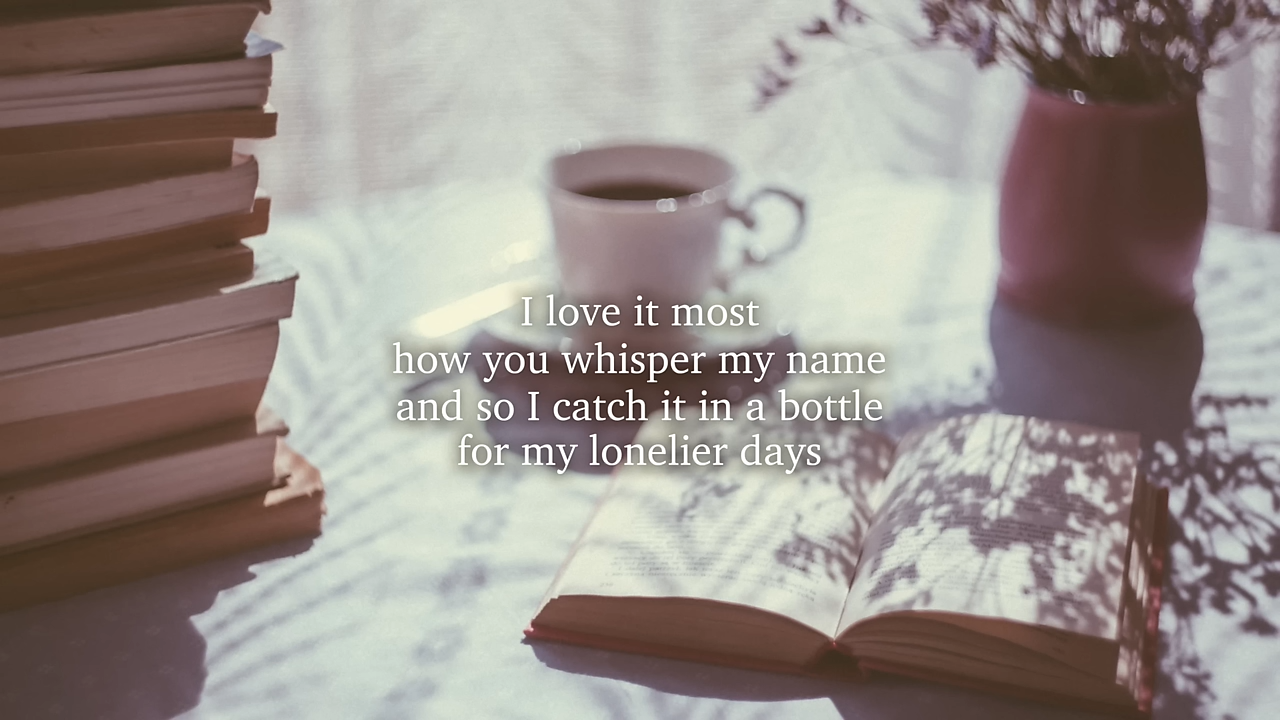 I love it most
how you whisper my name
and so I catch it in a bottle
for my lonelier days